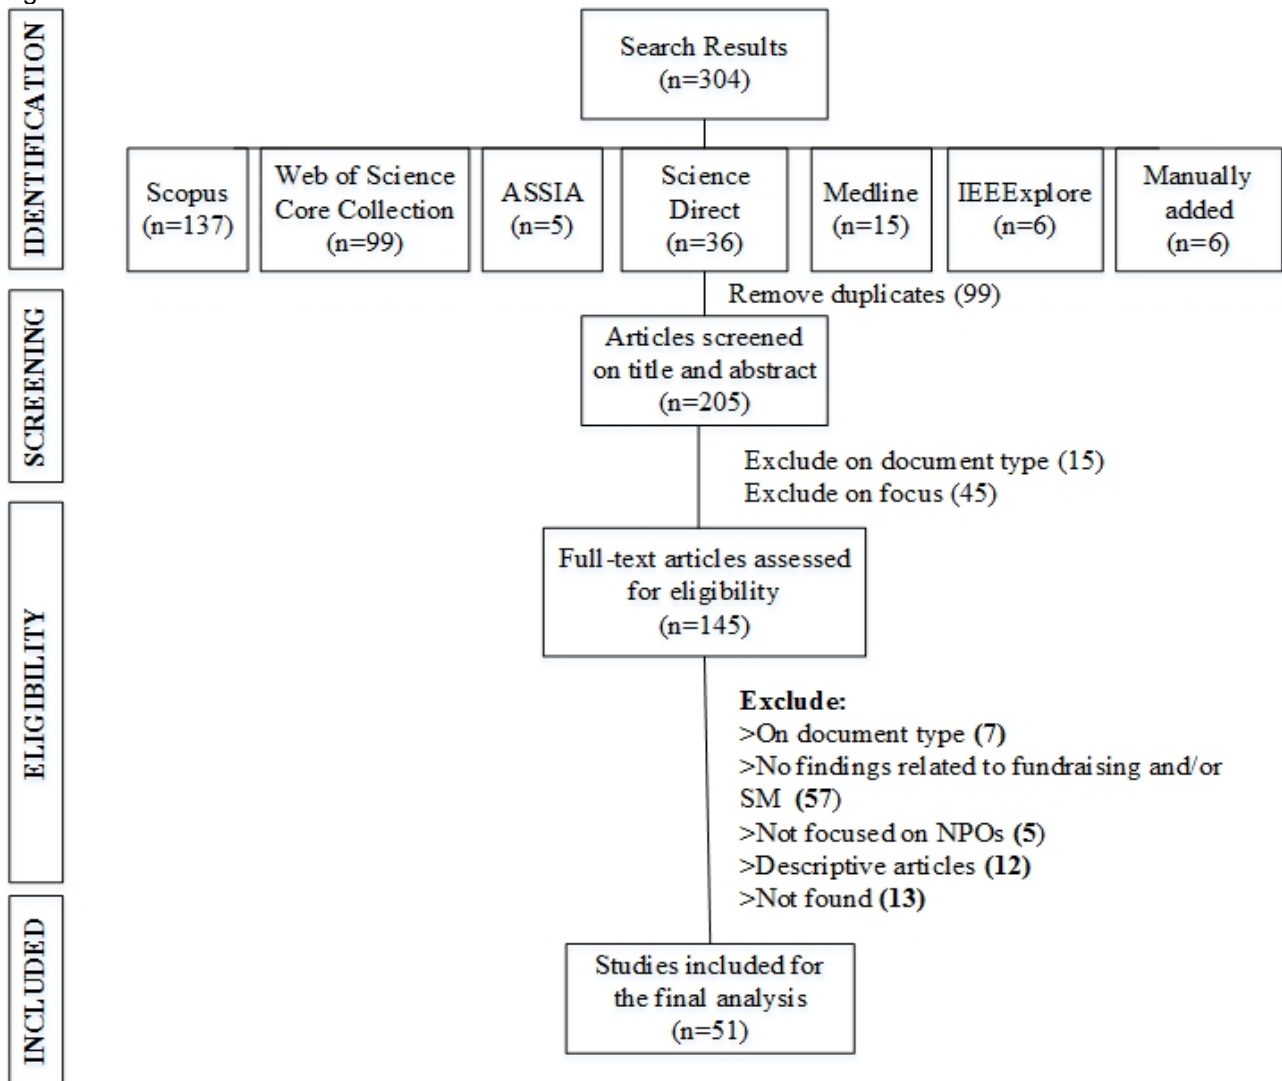 IDENTIFICATION
Search Results
(n=304)
Scopus
(n=137)
Web of Science
Core Collection
(n=99)
ASSIA
(n=5)
Science
Direct
(n=36)
Medline
(n=15)
IEEExplore
(n=6)
Manually
added
(n=6)
Remove duplicates (99)
SCREENING
Articles screened
on title and abstract
(n=205)
Exclude on document type (15)
Exclude on focus (45)
ELIGIBILITY
Full-text articles assessed
for eligibility
(n=145)
Exclude:
>On document type (7)
>No findings related to fundraising and/or
SM (57)
>Not focused on NPOs (5)
>Descriptive articles (12)
>Not found (13)
INCLUDED
Studies included for
the final analysis
(n=51)